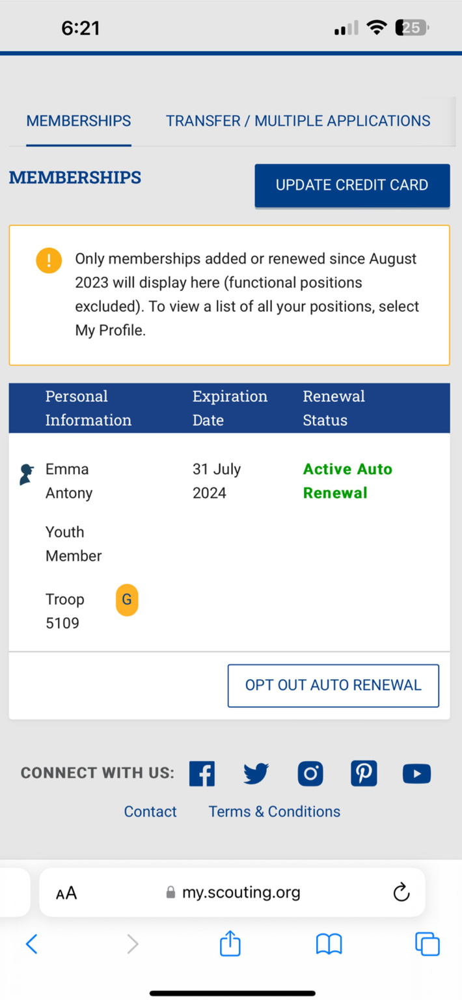 6:21
25
MEMBERSHIPS TRANSFER / MULTIPLE APPLICATIONS
MEMBERSHIPS
UPDATE CREDIT CARD
!
Only memberships added or renewed since August
2023 will display here (functional positions
excluded). To view a list of all your positions, select
My Profile.
Personal Expiration Renewal
Information Date Status
Emma 31 July Active Auto
Antony 2024 Renewal
Youth
Member
Troop G
5109
OPT OUT AUTO RENEWAL
CONNECT WITH US:
Contact Terms & Conditions
AA my.scouting.org